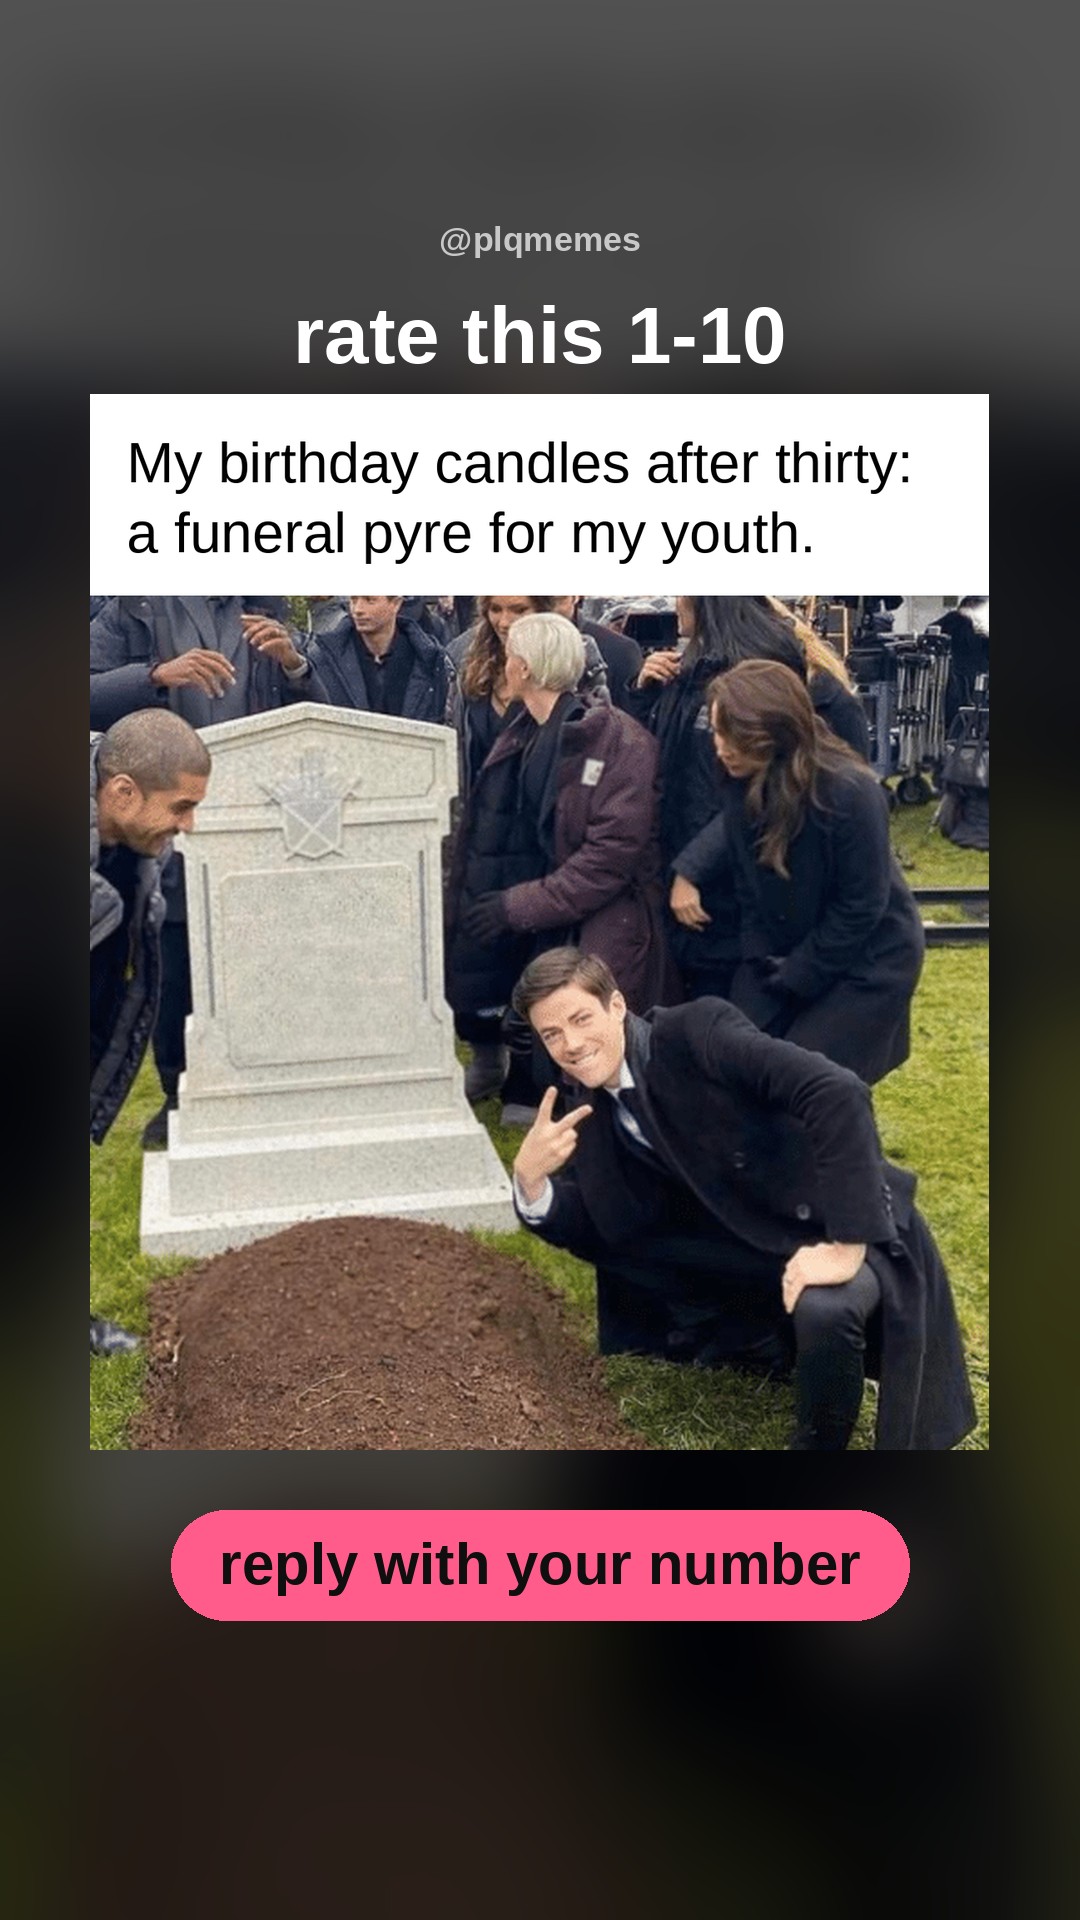 @plqmemes
rate this 1-10
My birthday candles after thirty:
a funeral pyre for my youth.
reply with your number